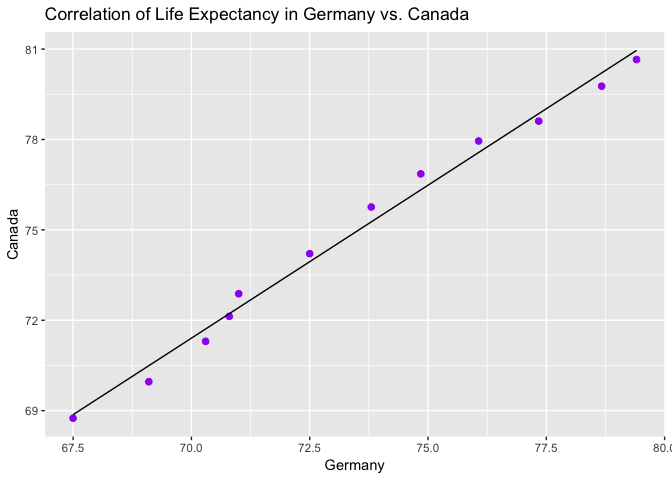 Correlation of Life Expectancy in Germany vs. Canada
81
78
75
72
69
Canada
67.5 70.0 72.5 75.0 77.5 80.0
Germany